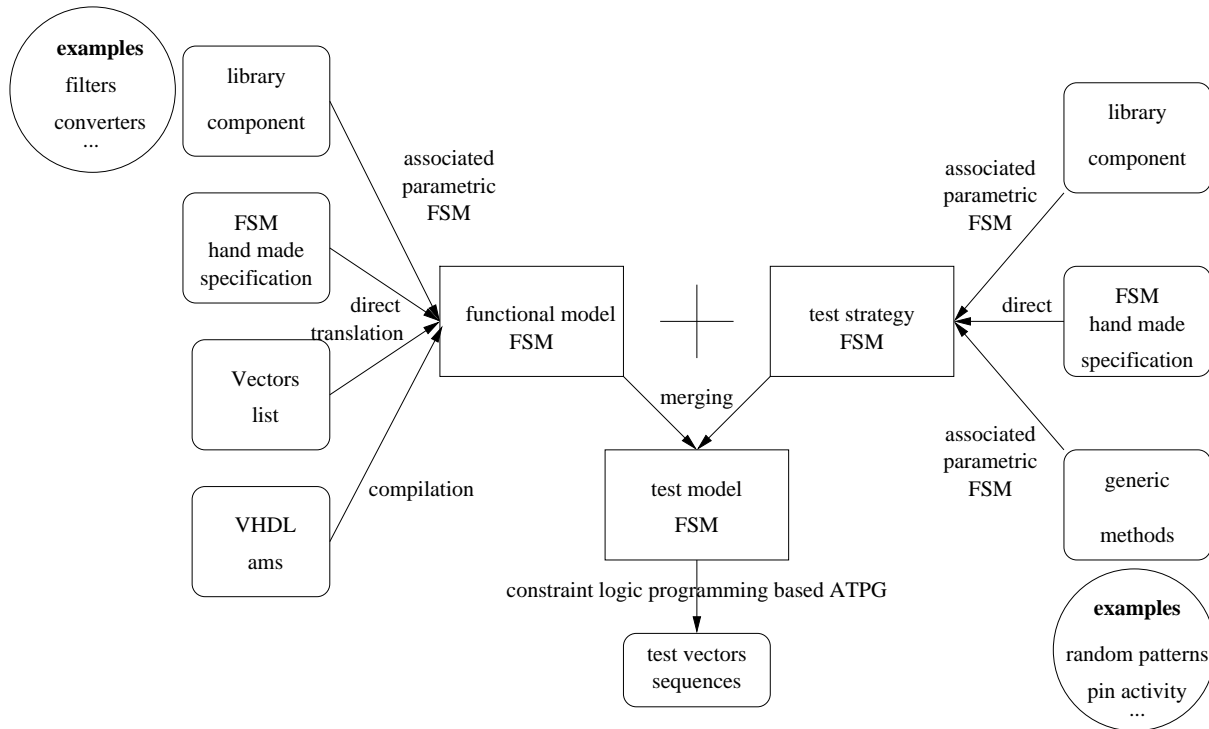 examples
filters
converters
...
library
component
associated
parametric
FSM
FSM
hand made
specification
direct
translation
Vectors
list
VHDL
ams
compilation
functional model
FSM
test strategy
FSM
merging
test model
FSM
constraint logic programming based ATPG
test vectors
sequences
library
component
associated
parametric
FSM
direct
FSM
hand made
specification
associated
parametric
FSM
generic
methods
examples
random patterns
pin activity
...